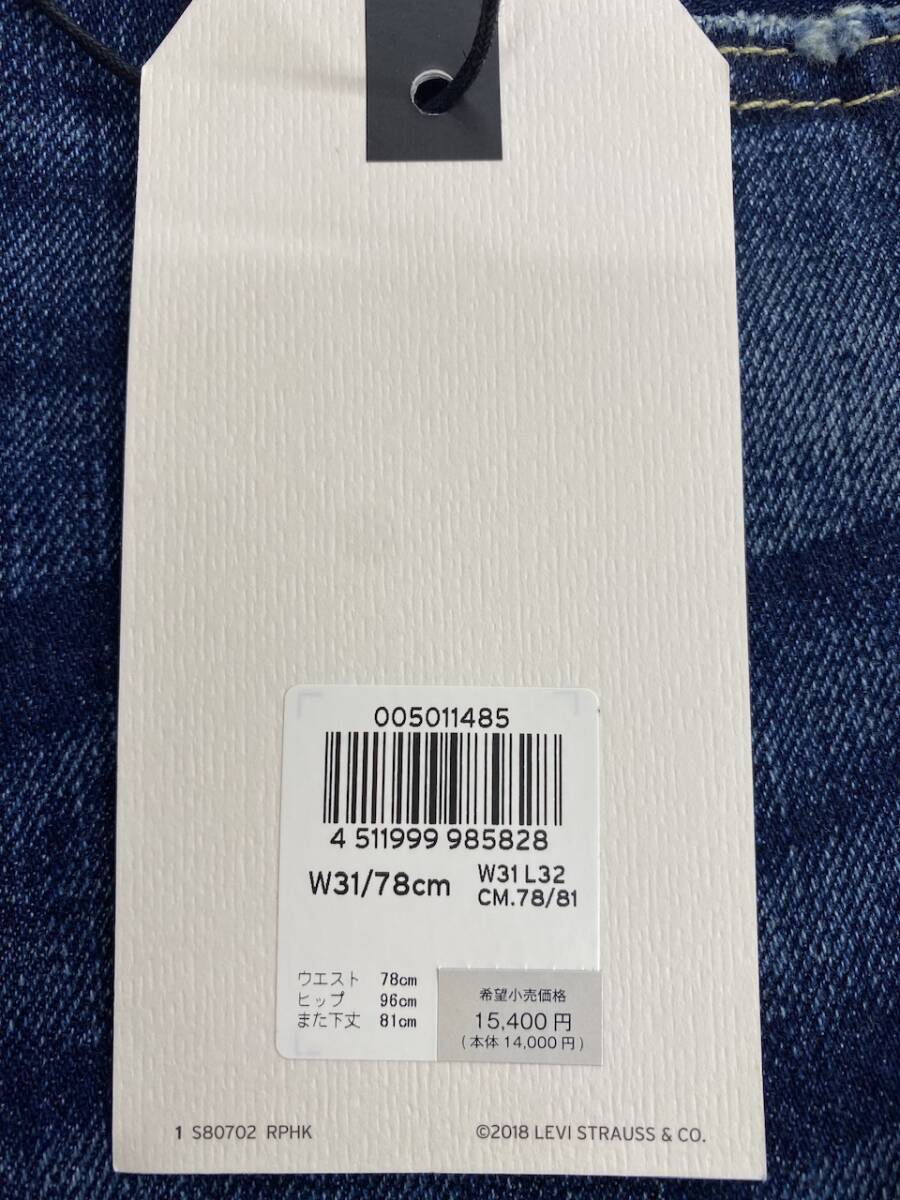 005011485
4 511999 985828
W31/78cm
W31 L32
CM.78/81
ウエスト 78cm
ヒップ 96cm
また下丈 81cm
希望小売価格
15,400円
(本体14,000円)
1 S80702 RPHK
©2018 LEVI STRAUSS & CO.